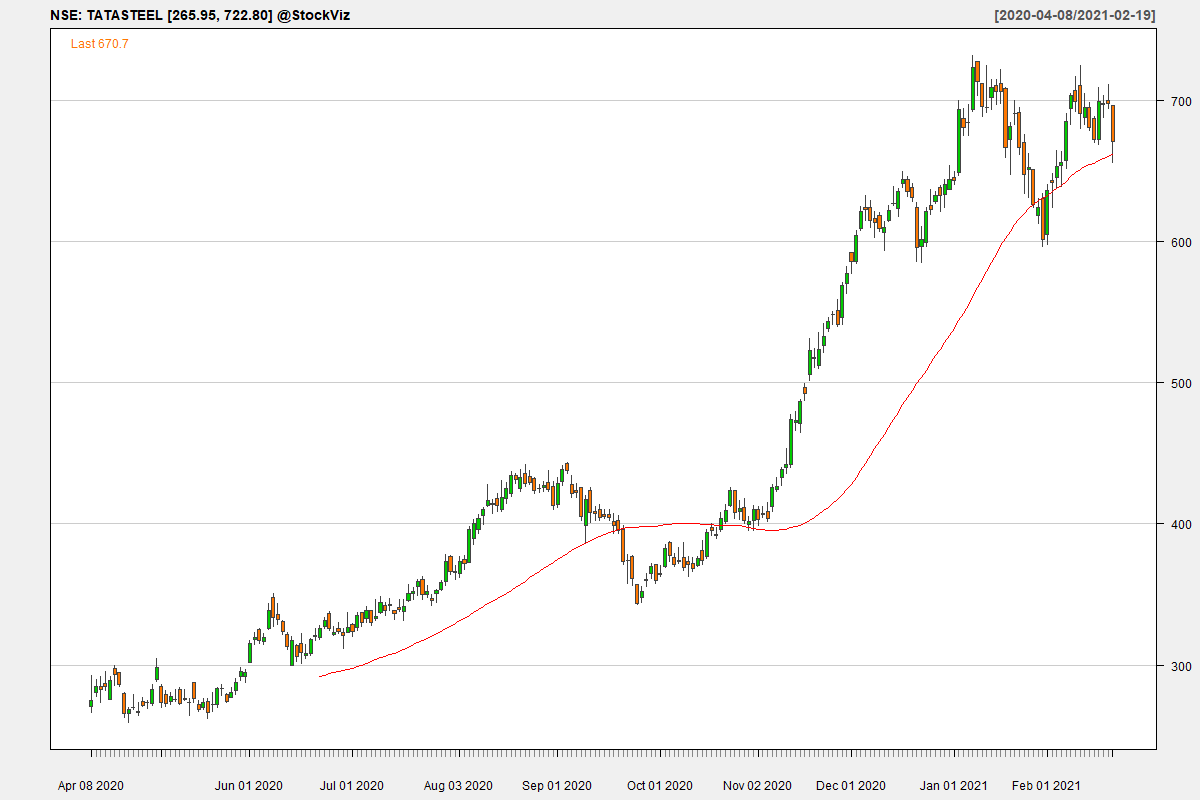 NSE: TATASTEEL [265.95, 722.80] @StockViz
[2020-04-08/2021-02-19]
Last 670.7
700
600
500
400
300
Apr 08 2020
Jun 01 2020
Jul 01 2020
Aug 03 2020
Sep 01 2020
Oct 01 2020
Nov 02 2020
Dec 01 2020
Jan 01 2021
Feb 01 2021